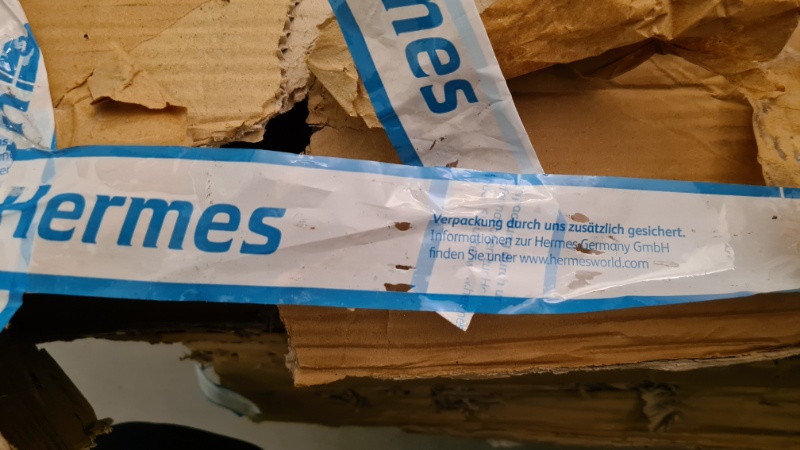 mes
Hermes
Verpackung durch uns zusätzlich gesichert.
Informationen zur Hermes Germany GmbH
finden Sie unter www.hermesworld.com